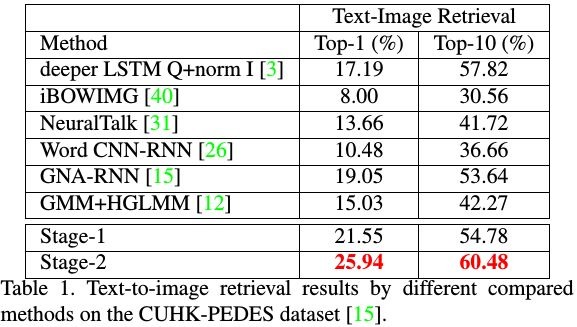 Text-Image Retrieval
Method Top-1 (%) Top-10 (%)
deeper LSTM Q+norm I [3] 17.19 57.82
iBOWIMG [40] 8.00 30.56
NeuralTalk [31] 13.66 41.72
Word CNN-RNN [26] 10.48 36.66
GNA-RNN [15] 19.05 53.64
GMM+HGLMM [12] 15.03 42.27
Stage-1 21.55 54.78
Stage-2 25.94 60.48
Table 1. Text-to-image retrieval results by different compared
methods on the CUHK-PEDES dataset [15].